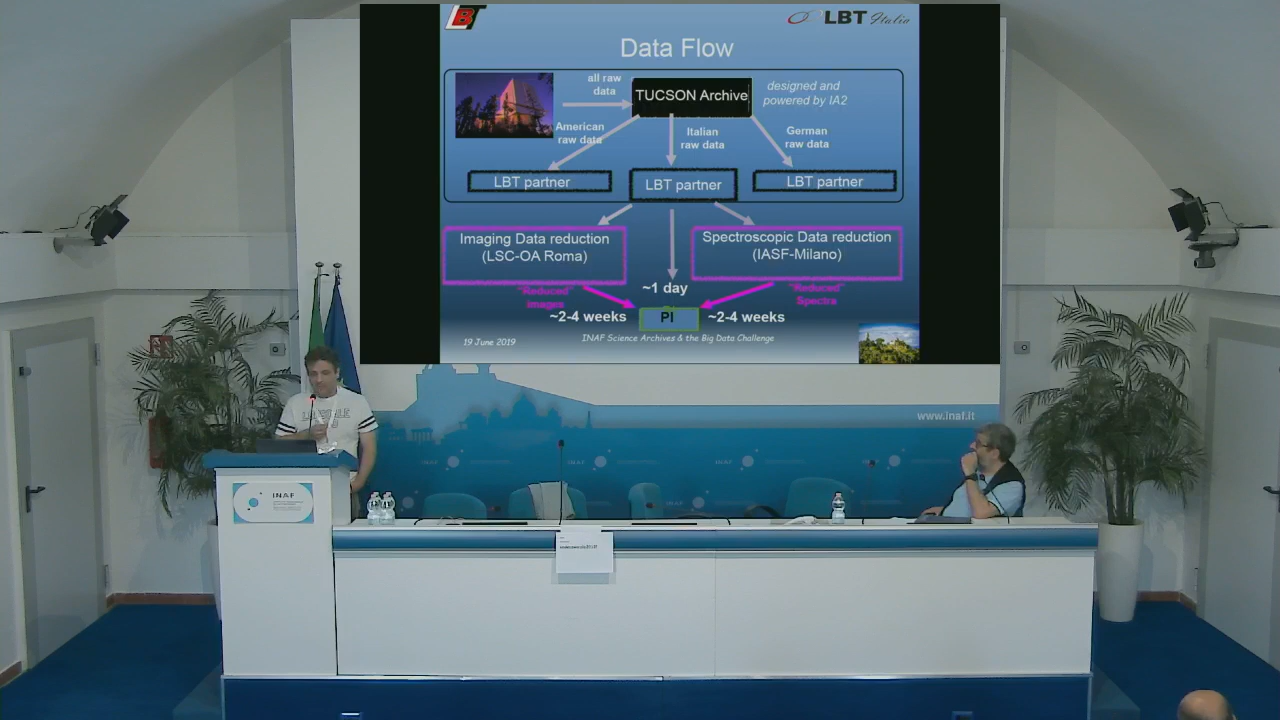 LBT
LBT Italia
Data Flow
all raw
data
TUCSON Archive
designed and
powered by IA2
American
raw data
Italian
raw data
German
raw data
LBT partner
LBT partner
LBT partner
Imaging Data reduction
(LSC-OA Roma)
Spectroscopic Data reduction
(IASF-Milano)
"Reduced"
images
~1 day
"Reduced"
Spectra
~2-4 weeks
PI
~2-4 weeks
19 June 2019
INAF Science Archives & the Big Data Challenge
www.inaf.it
INAF